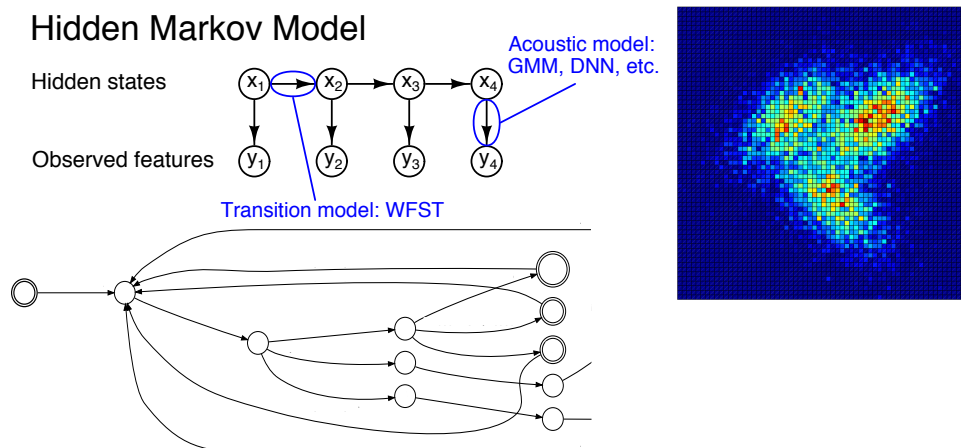 Hidden Markov Model
Acoustic model:
GMM, DNN, etc.
Hidden states
x1 x2 x3 x4
Observed features
y1 y2 y3 y4
Transition model: WFST